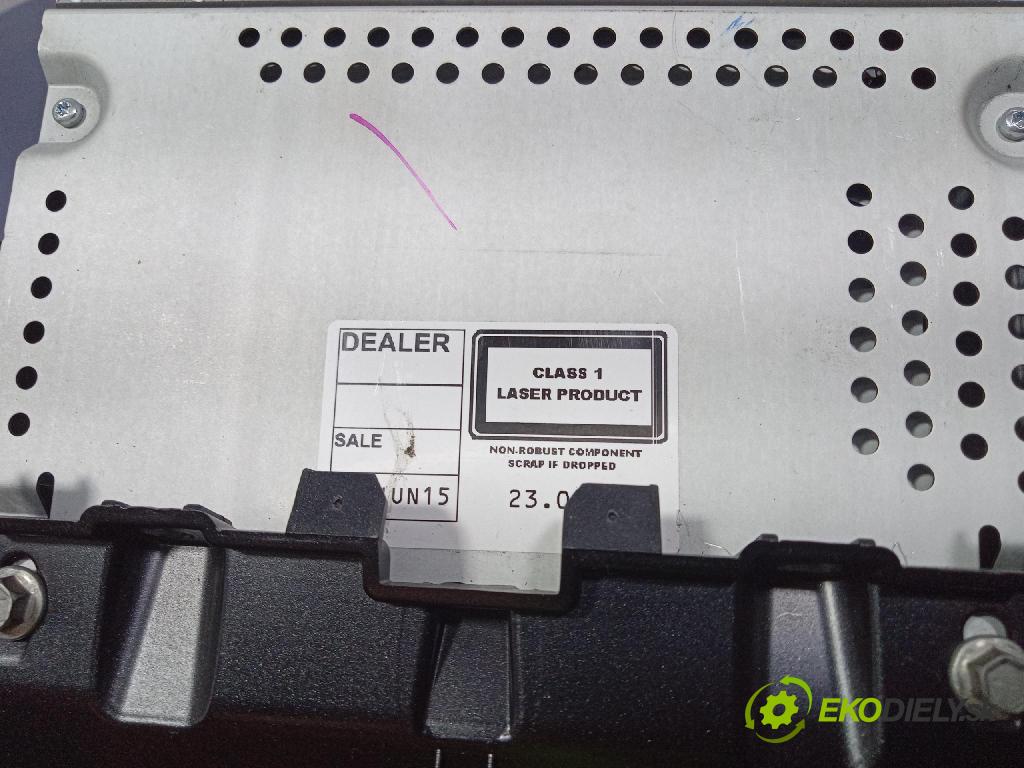 DEALER
SALE
UN15
CLASS 1
LASER PRODUCT
NON-ROBUST COMPONENT
SCRAP IF DROPPED
23.0
EKODIELY.SK